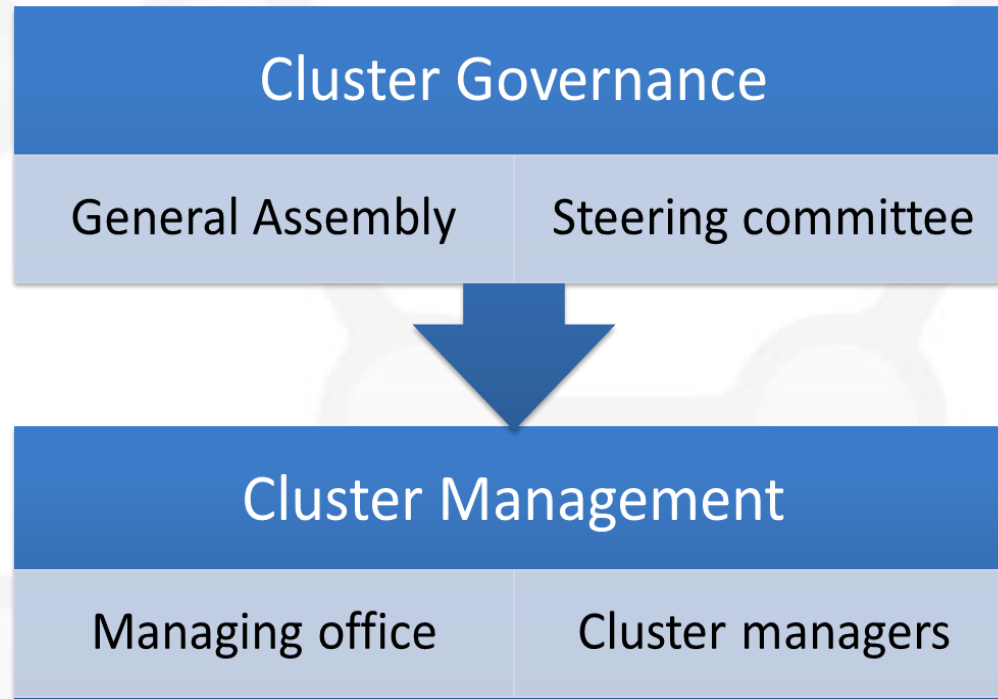 Cluster Governance
General Assembly
Steering committee
Cluster Management
Managing office
Cluster managers